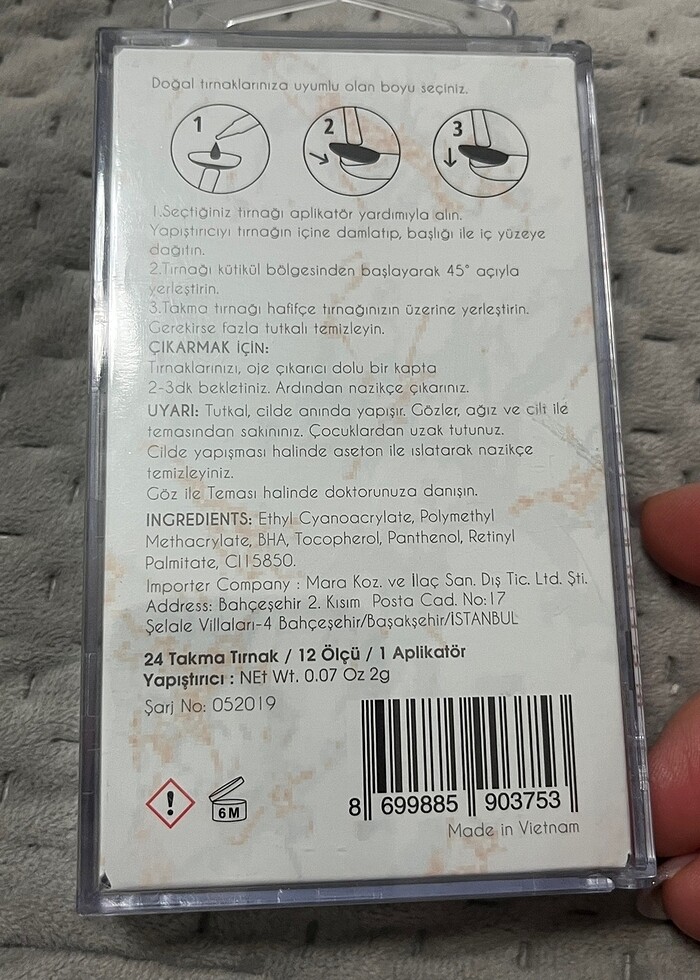 Doğal tırnaklarınıza uyumlu olan boyu seçiniz.
1 2 3
1.Seçtiğiniz tırnağı aplikatör yardımıyla alın.
Yapıştırıcıyı tırnağın içine damlatıp, başlığı ile iç yüzeye
dağıtın.
2.Tırnağı kütikül bölgesinden başlayarak 45° açıyla
yerleştirin.
3.Takma tırnağı hafifçe tırnağınızın üzerine yerleştirin.
Gerekirse fazla tutkalı temizleyin.
ÇIKARMAK İÇİN:
Tırnaklarınızı, oje çıkarıcı dolu bir kapta
2-3dk bekletiniz. Ardından nazikçe çıkarınız.
UYARI: Tutkal, cilde anında yapışır. Gözler, ağız ve cilt ile
temasından sakınınız. Çocuklardan uzak tutunuz.
Cilde yapışması halinde aseton ile ıslatarak nazikçe
temizleyiniz.
Göz ile Teması halinde doktorunuza danışın.
INGREDIENTS: Ethyl Cyanoacrylate, Polymethyl
Methacrylate, BHA, Tocopherol, Panthenol, Retinyl
Palmitate, CI15850.
Importer Company : Mara Koz. ve İlaç San. Dış Tic. Ltd. Şti.
Address: Bahçeşehir 2. Kısım Posta Cad. No:17
Şelale Villaları-4 Bahçeşehir/Başakşehir/İSTANBUL
24 Takma Tırnak / 12 Ölçü / 1 Aplikatör
Yapıştırıcı : NEt Wt. 0.07 Oz 2g
Şarj No: 052019
6M
8 699885 903753
Made in Vietnam